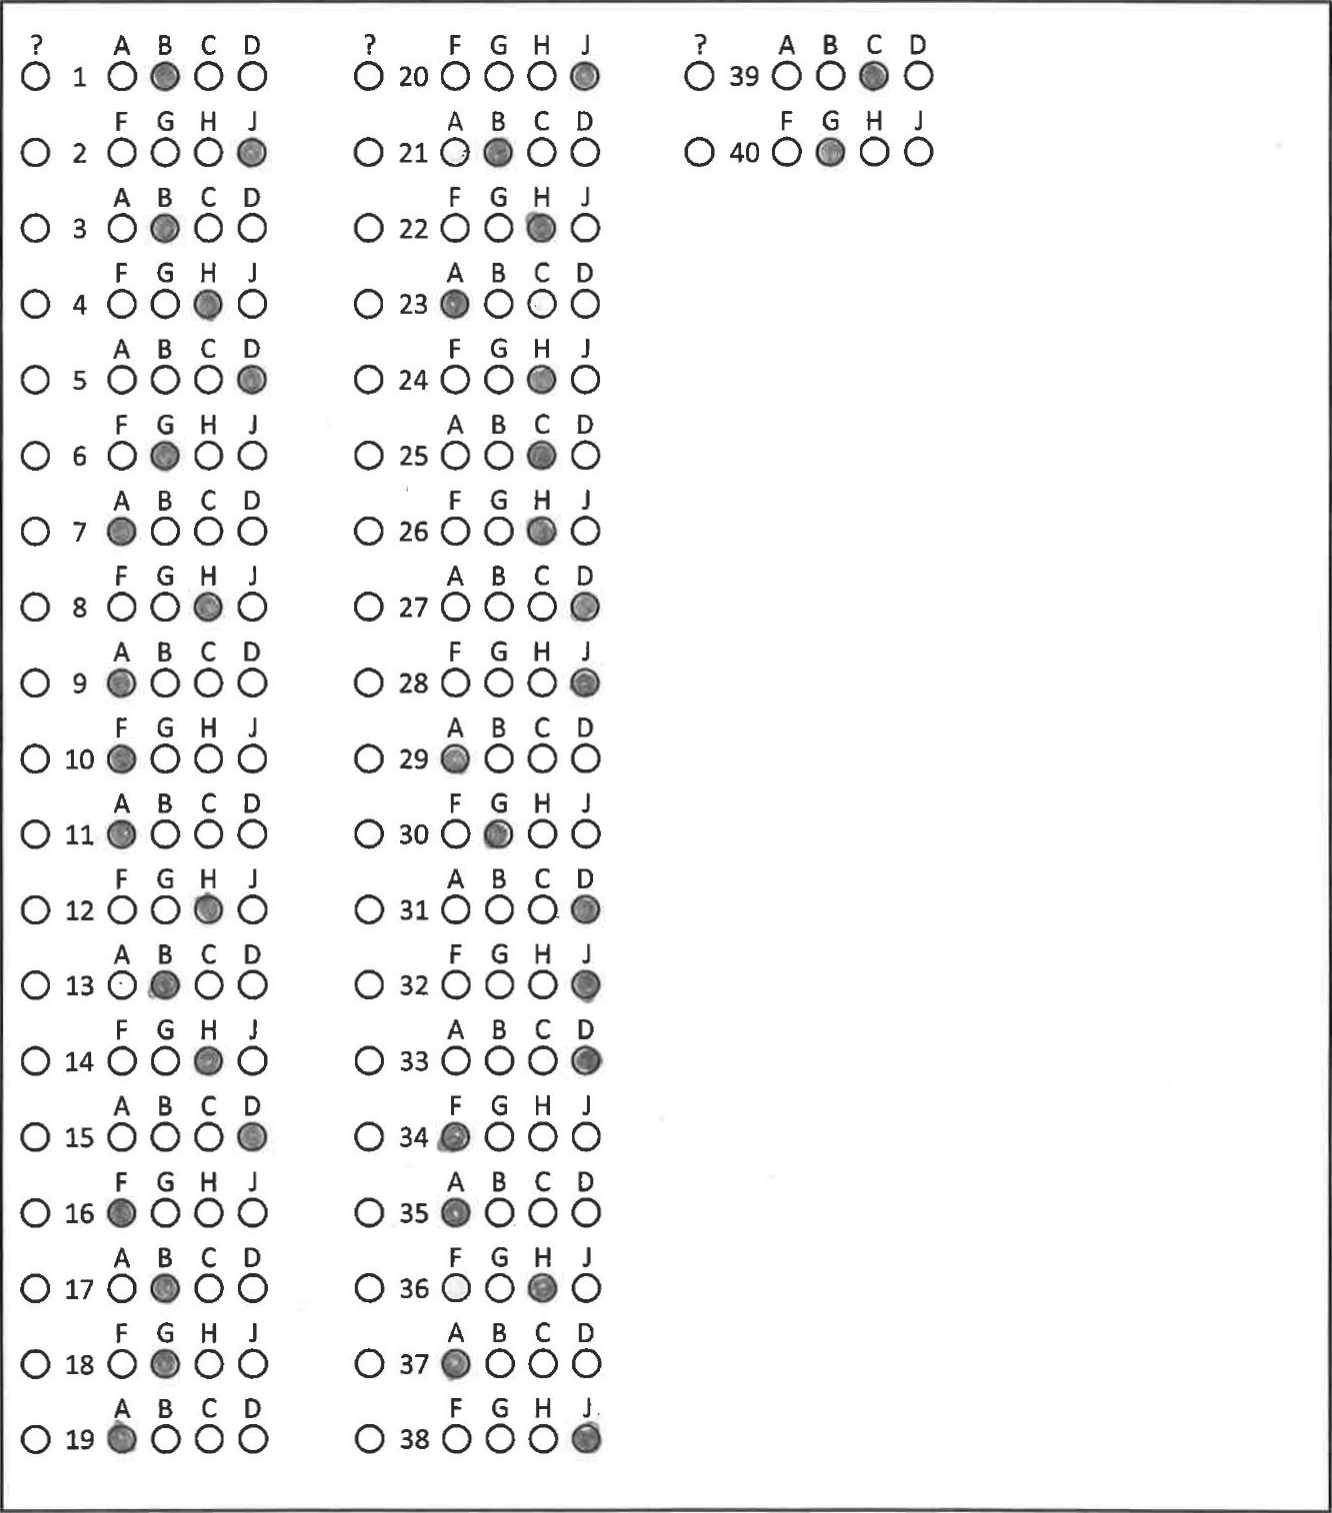 ? A B C D
1
F G H J
2
A B C D
3
F G H J
4
A B C D
5
F G H J
6
A B C D
7
F G H J
8
A B C D
9
F G H J
10
A B C D
11
F G H J
12
A B C D
13
F G H J
14
A B C D
15
F G H J
16
A B C D
17
F G H J
18
A B C D
19
? F G H J
20
A B C D
21
F G H J
22
A B C D
23
F G H J
24
A B C D
25
F G H J
26
A B C D
27
F G H J
28
A B C D
29
F G H J
30
A B C D
31
F G H J
32
A B C D
33
F G H J
34
A B C D
35
F G H J
36
A B C D
37
F G H J
38
? A B C D
39
F G H J
40